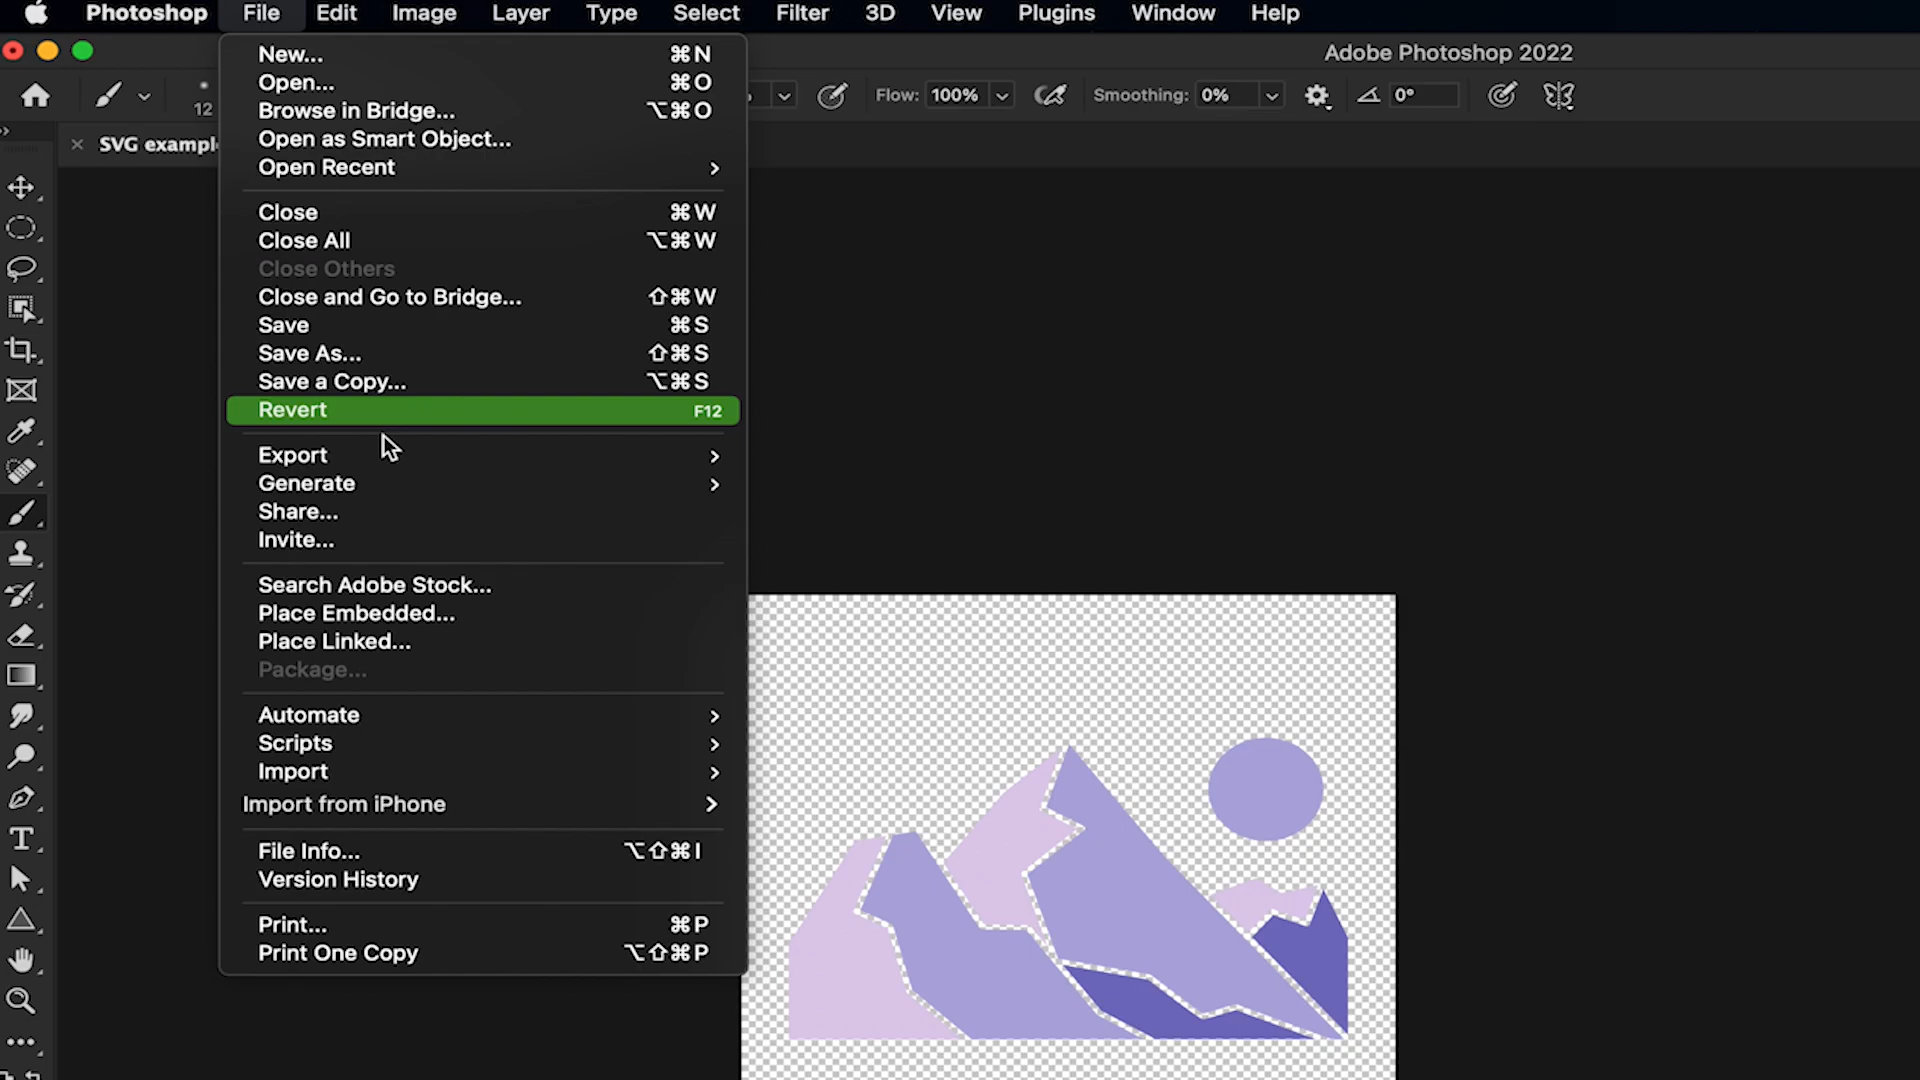 Photoshop File Edit Image Layer Type Select Filter 3D View Plugins Window Help
Adobe Photoshop 2022
12 Flow: 100% Smoothing: 0% 0°
SVG exampl
New... ⌘N
Open... ⌘O
Browse in Bridge... ⌥⌘O
Open as Smart Object...
Open Recent
Close ⌘W
Close All ⌥⌘W
Close Others
Close and Go to Bridge... ⇧⌘W
Save ⌘S
Save As... ⇧⌘S
Save a Copy... ⌥⌘S
Revert F12
Export
Generate
Share...
Invite...
Search Adobe Stock...
Place Embedded...
Place Linked...
Package...
Automate
Scripts
Import
Import from iPhone
File Info... ⌥⇧⌘I
Version History
Print... ⌘P
Print One Copy ⌥⇧⌘P